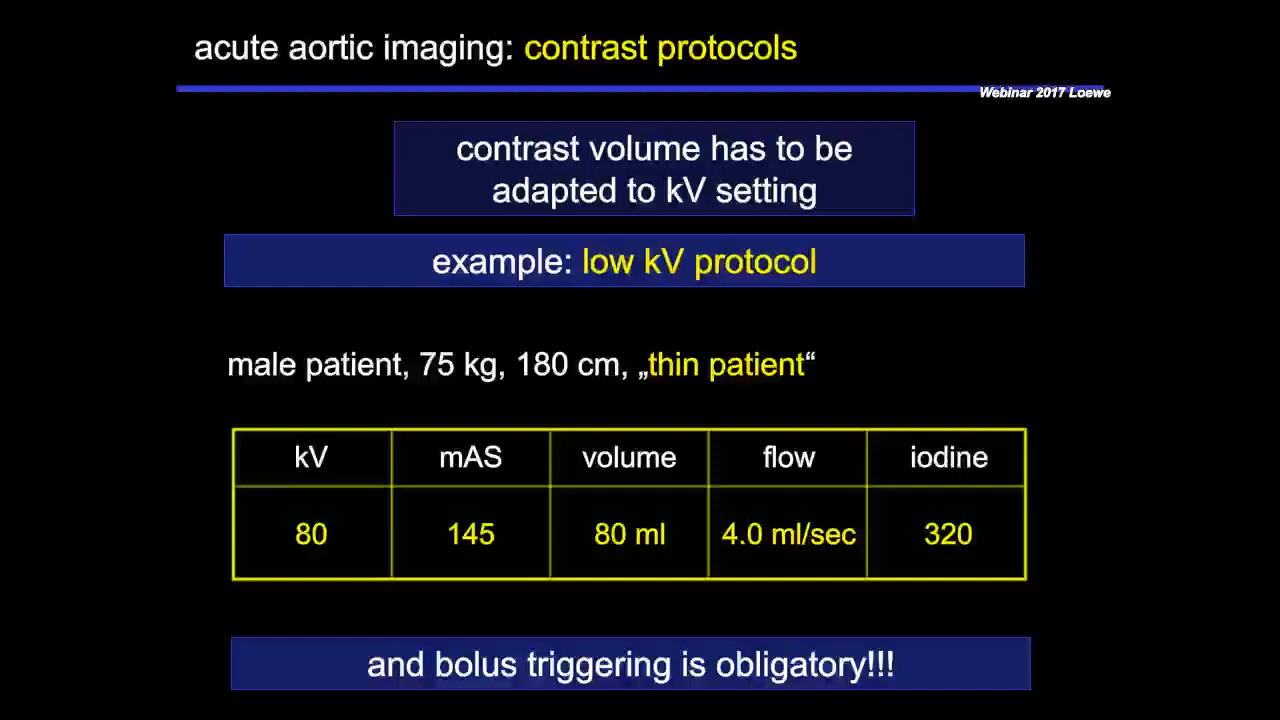 acute aortic imaging: contrast protocols
Webinar 2017 Loewe
contrast volume has to be
adapted to kV setting
example: low kV protocol
male patient, 75 kg, 180 cm, „thin patient“
kV mAS volume flow iodine
80 145 80 ml 4.0 ml/sec 320
and bolus triggering is obligatory!!!